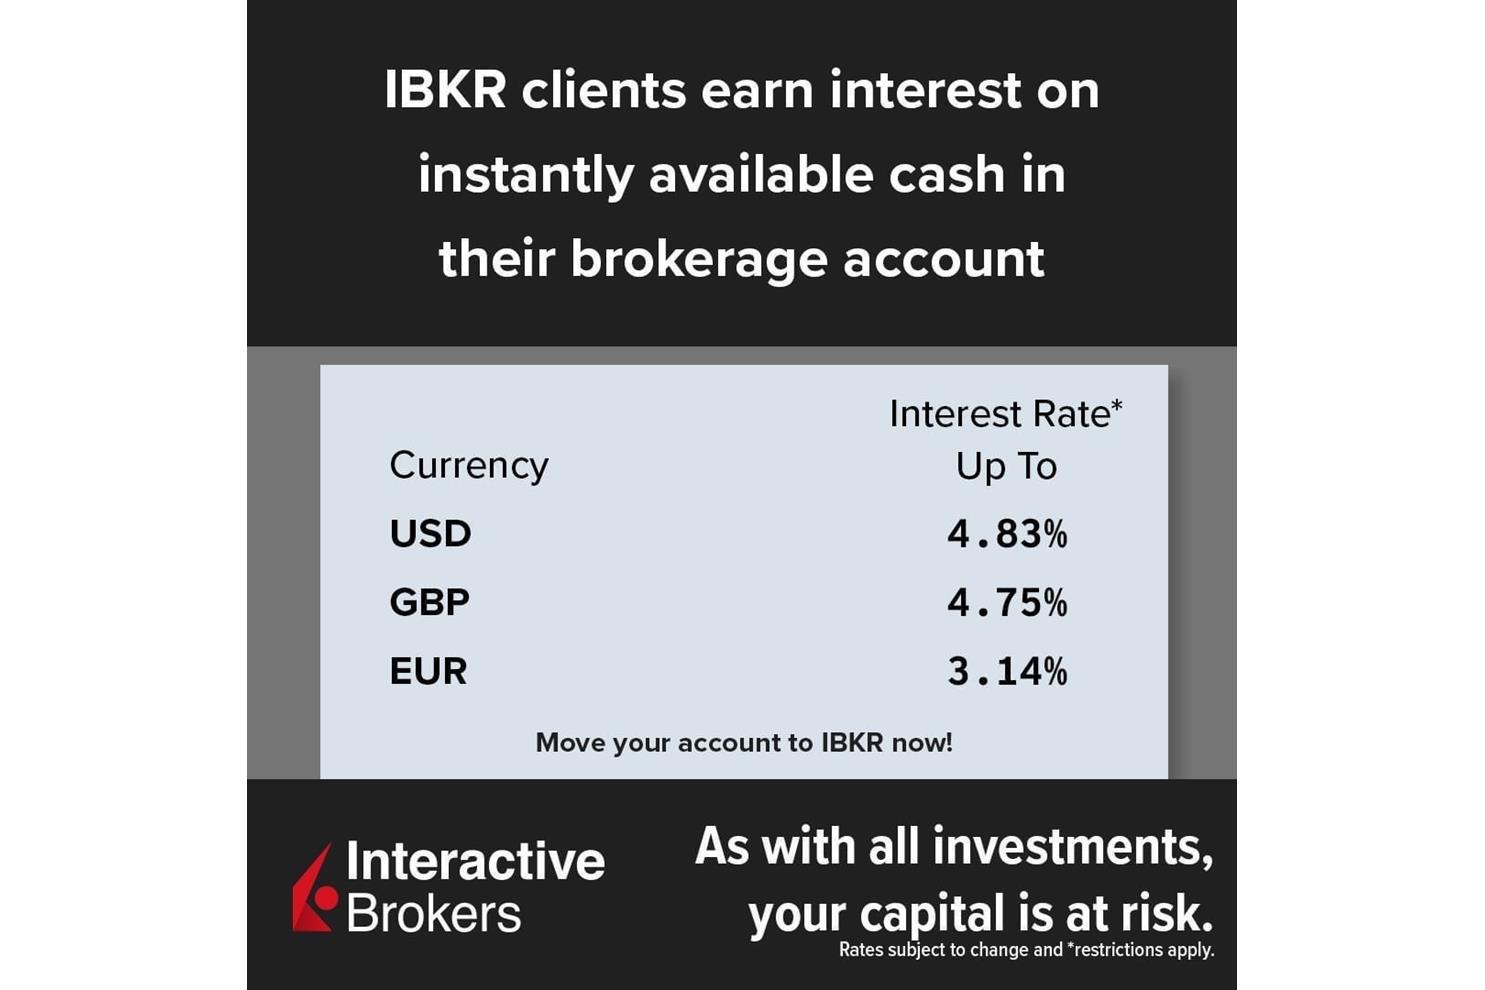 IBKR clients earn interest on
instantly available cash in
their brokerage account
Interest Rate*
Currency Up To
USD 4.83%
GBP 4.75%
EUR 3.14%
Move your account to IBKR now!
Interactive
Brokers
As with all investments,
your capital is at risk.
Rates subject to change and *restrictions apply.